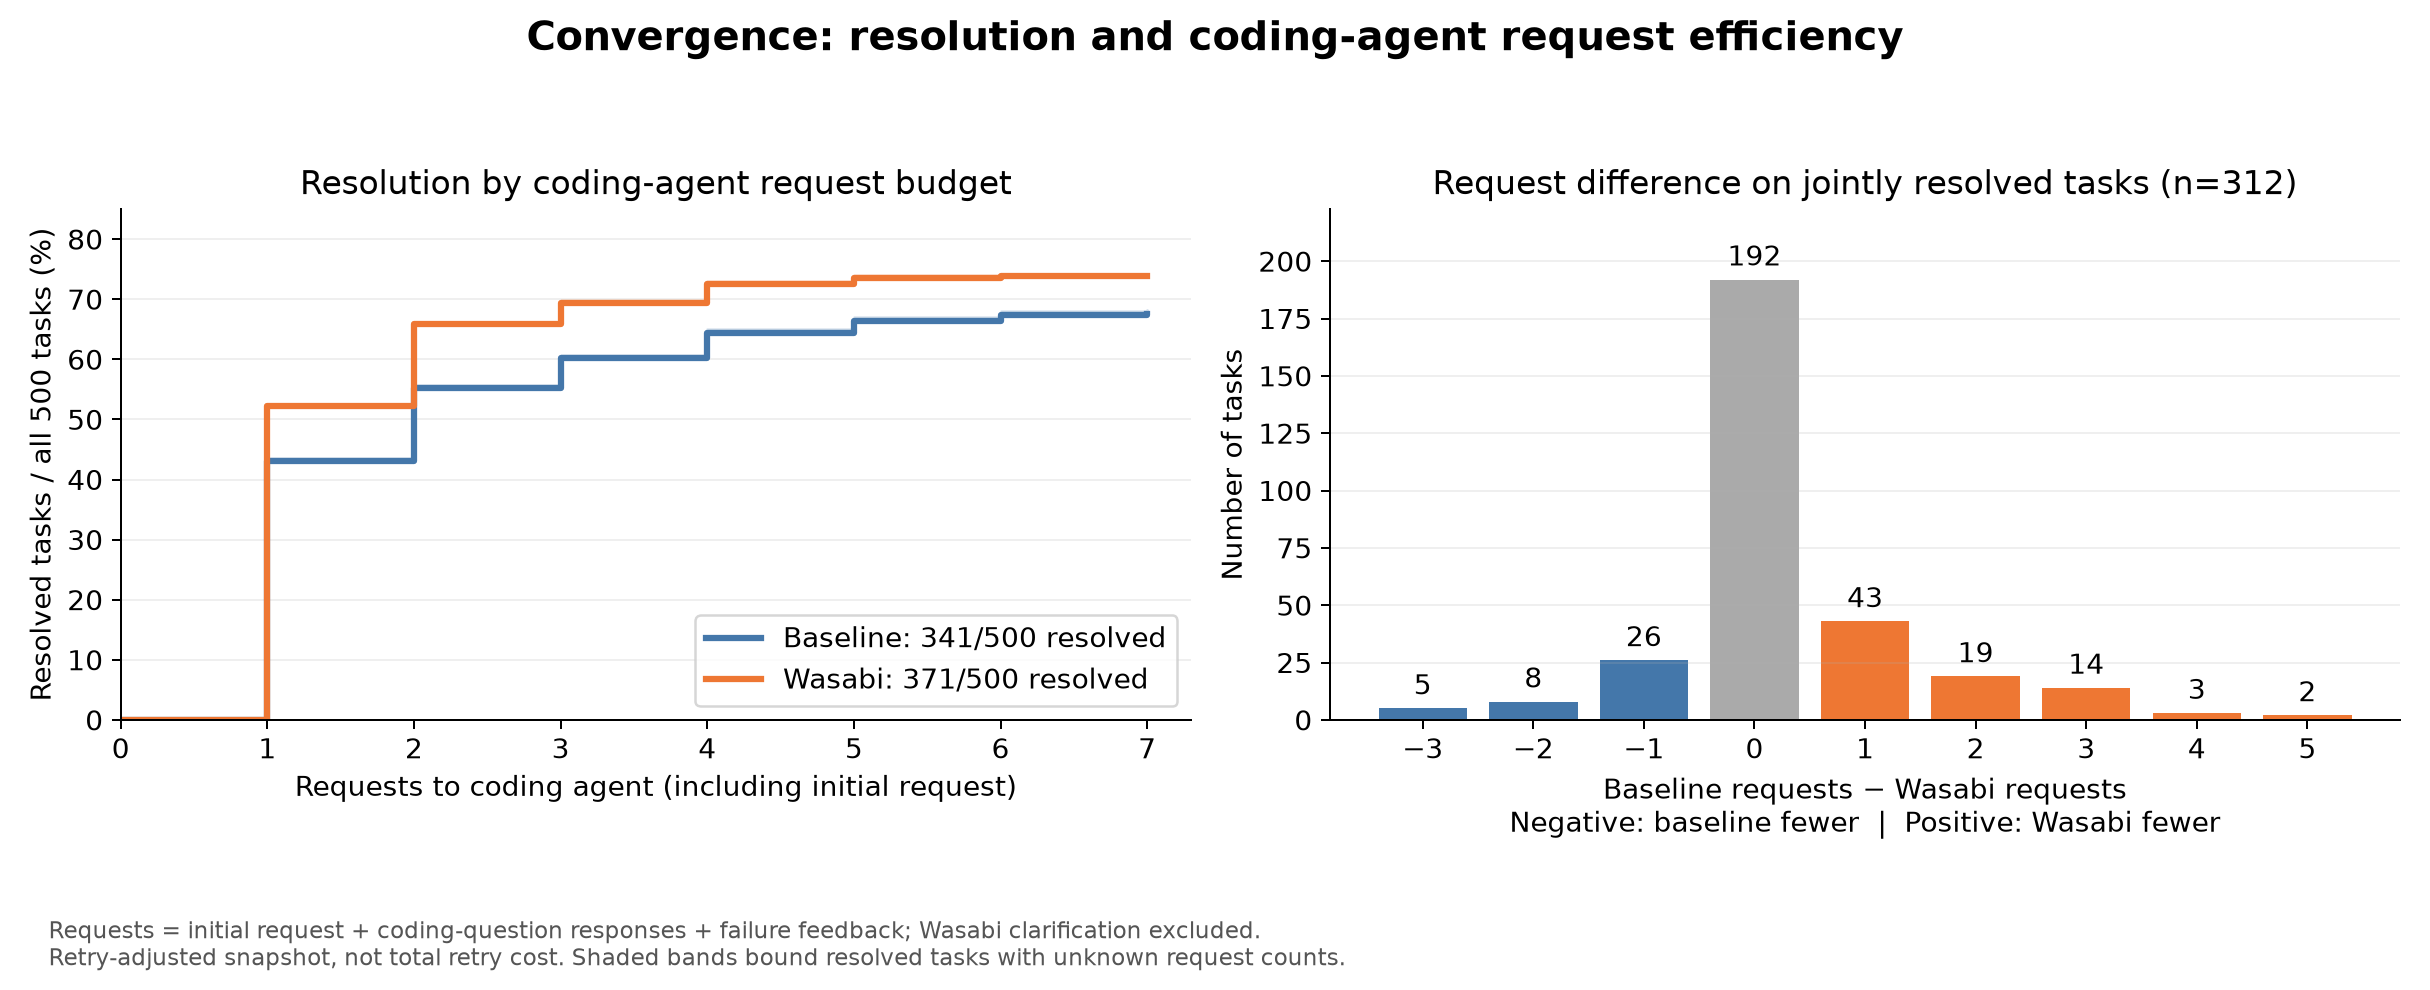 Convergence: resolution and coding-agent request efficiency
Resolution by coding-agent request budget
Resolved tasks / all 500 tasks (%)
80
70
60
50
40
30
20
10
0
0 1 2 3 4 5 6 7
Requests to coding agent (including initial request)
Baseline: 341/500 resolved
Wasabi: 371/500 resolved
Request difference on jointly resolved tasks (n=312)
Number of tasks
200
175
150
125
100
75
50
25
0
5 8 26 192 43 19 14 3 2
−3 −2 −1 0 1 2 3 4 5
Baseline requests − Wasabi requests
Negative: baseline fewer | Positive: Wasabi fewer
Requests = initial request + coding-question responses + failure feedback; Wasabi clarification excluded.
Retry-adjusted snapshot, not total retry cost. Shaded bands bound resolved tasks with unknown request counts.